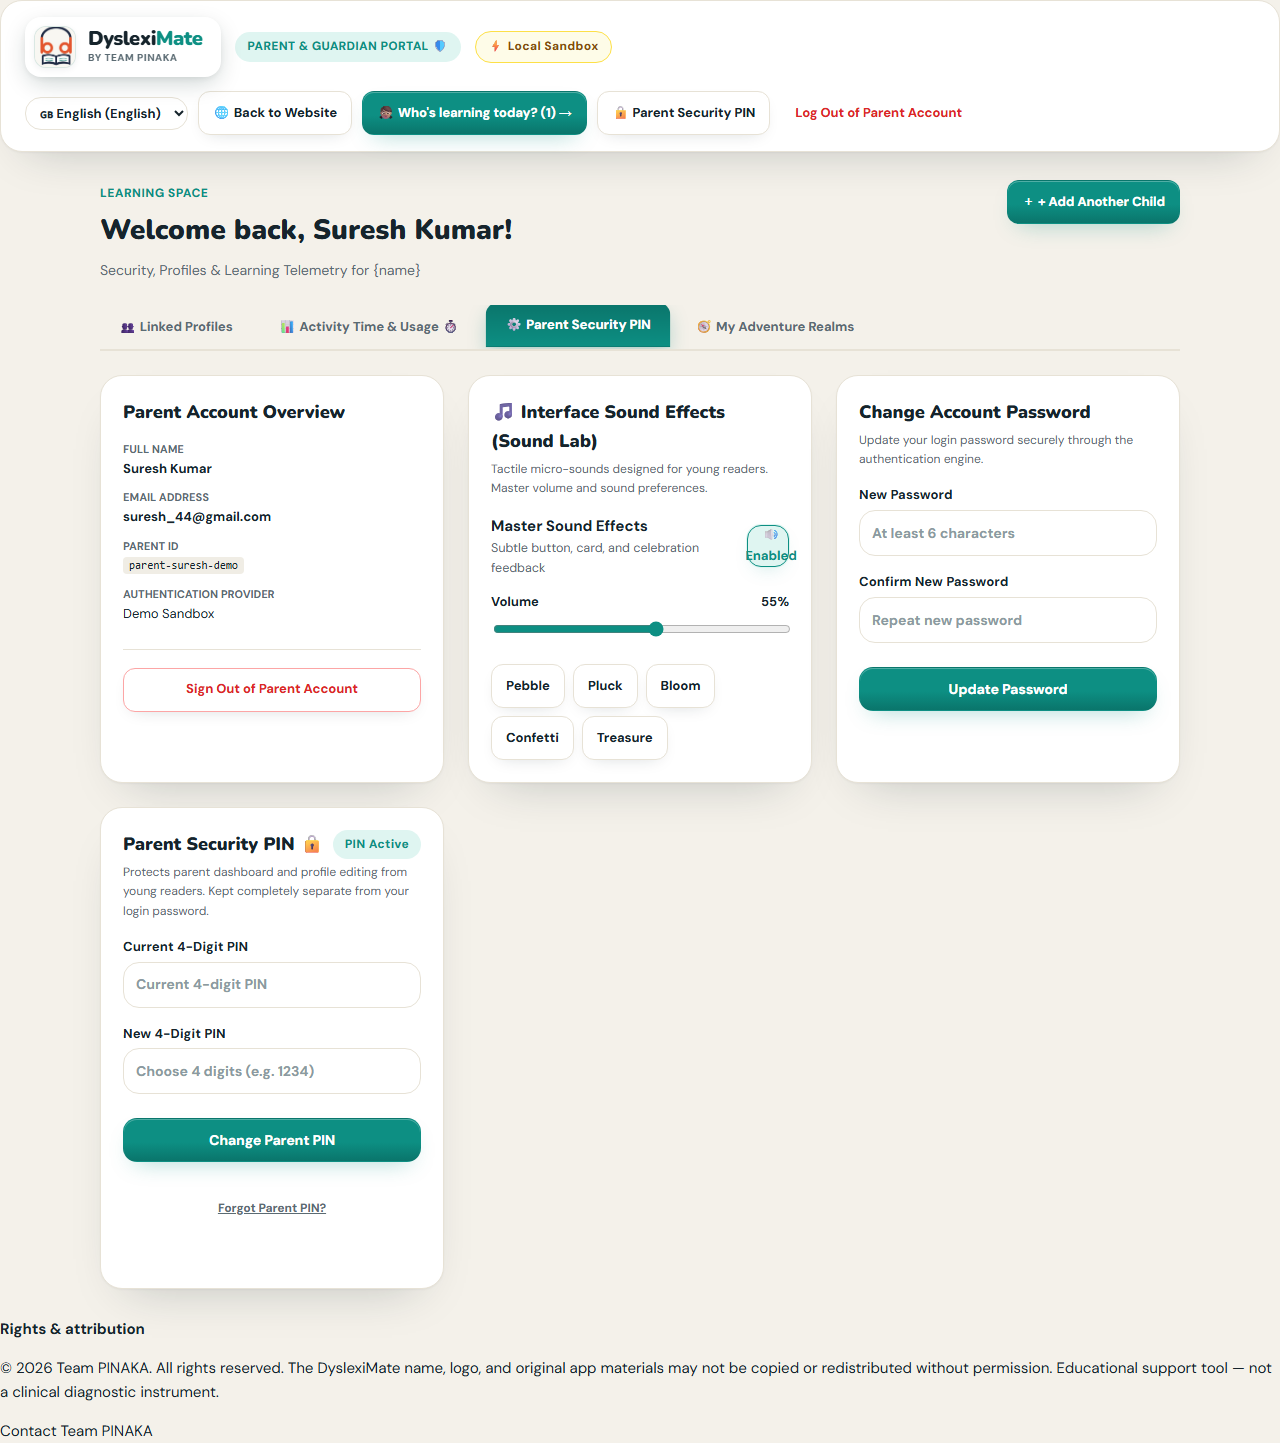 DyslexiMate
BY TEAM PINAKA
PARENT & GUARDIAN PORTAL
Local Sandbox
GB English (English)
Back to Website
Who's learning today? (1) →
Parent Security PIN
Log Out of Parent Account
LEARNING SPACE
Welcome back, Suresh Kumar!
Security, Profiles & Learning Telemetry for {name}
+ + Add Another Child
Linked Profiles
Activity Time & Usage
Parent Security PIN
My Adventure Realms
Parent Account Overview
FULL NAME
Suresh Kumar
EMAIL ADDRESS
suresh_44@gmail.com
PARENT ID
parent-suresh-demo
AUTHENTICATION PROVIDER
Demo Sandbox
Sign Out of Parent Account
Interface Sound Effects
(Sound Lab)
Tactile micro-sounds designed for young readers.
Master volume and sound preferences.
Master Sound Effects
Subtle button, card, and celebration
feedback
Enabled
Volume
55%
Pebble
Pluck
Bloom
Confetti
Treasure
Change Account Password
Update your login password securely through the
authentication engine.
New Password
At least 6 characters
Confirm New Password
Repeat new password
Update Password
Parent Security PIN
PIN Active
Protects parent dashboard and profile editing from
young readers. Kept completely separate from your
login password.
Current 4-Digit PIN
Current 4-digit PIN
New 4-Digit PIN
Choose 4 digits (e.g. 1234)
Change Parent PIN
Forgot Parent PIN?
Rights & attribution
© 2026 Team PINAKA. All rights reserved. The DyslexiMate name, logo, and original app materials may not be copied or redistributed without permission. Educational support tool — not
a clinical diagnostic instrument.
Contact Team PINAKA